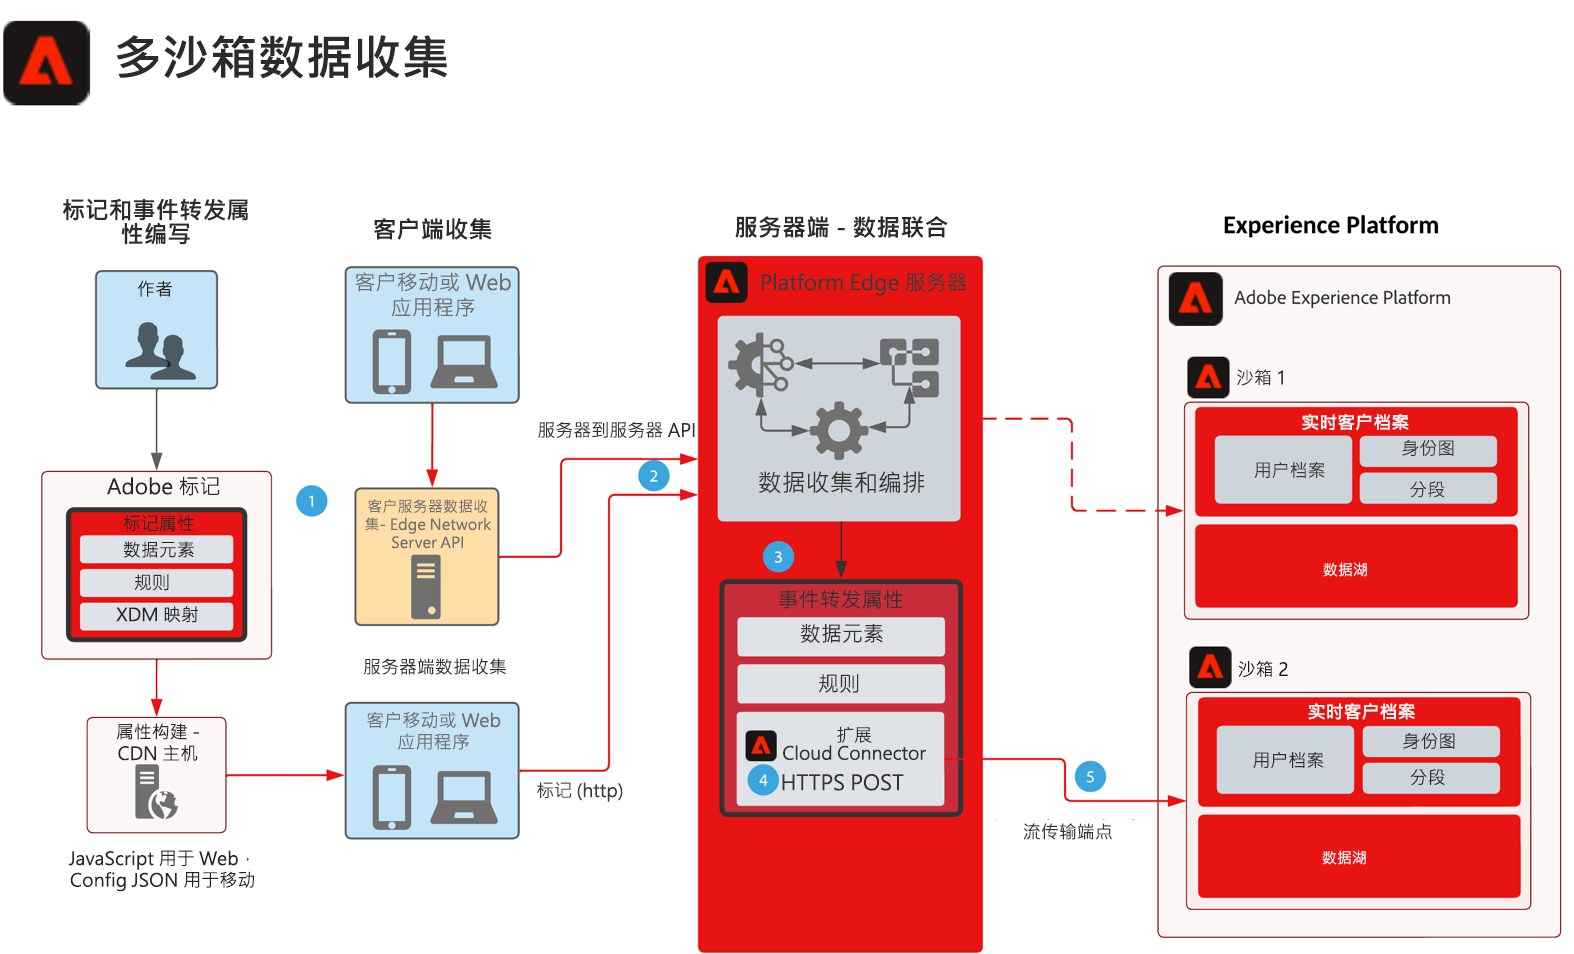 多沙箱数据收集
标记和事件转发属
性编写
作者
Adobe 标记
标记属性
数据元素
规则
XDM 映射
属性构建 -
CDN 主机
JavaScript 用于 Web，
Config JSON 用于移动
1
客户端收集
客户移动或 Web
应用程序
客户服务器数据收
集- Edge Network
Server API
服务器端数据收集
客户移动或 Web
应用程序
服务器到服务器 API
2
标记 (http)
服务器端 - 数据联合
Platform Edge 服务器
数据收集和编排
3
事件转发属性
数据元素
规则
扩展
Cloud Connector
4
HTTPS POST
5
流传输端点
Experience Platform
Adobe Experience Platform
沙箱 1
实时客户档案
用户档案
身份图
分段
数据湖
沙箱 2
实时客户档案
用户档案
身份图
分段
数据湖